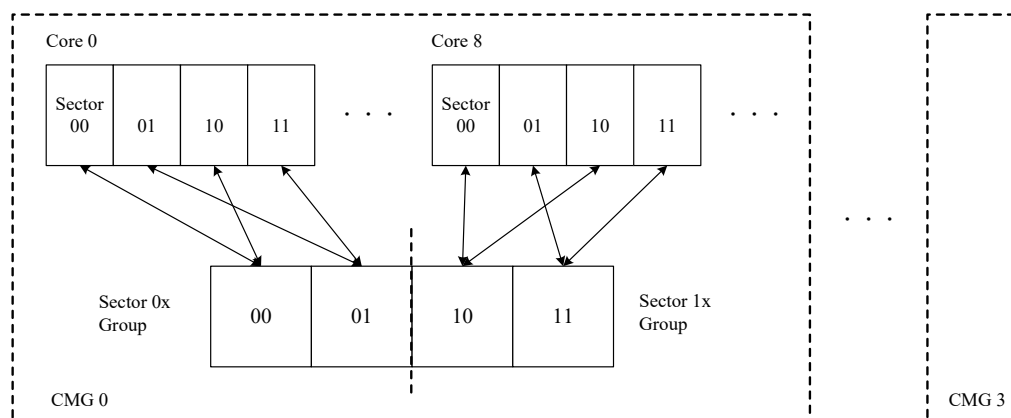 Core 0
Core 8
Sector
00
01
10
11
. . .
Sector
00
01
10
11
. . .
. . .
Sector 0x
Group
00
01
10
11
Sector 1x
Group
CMG 0
CMG 3